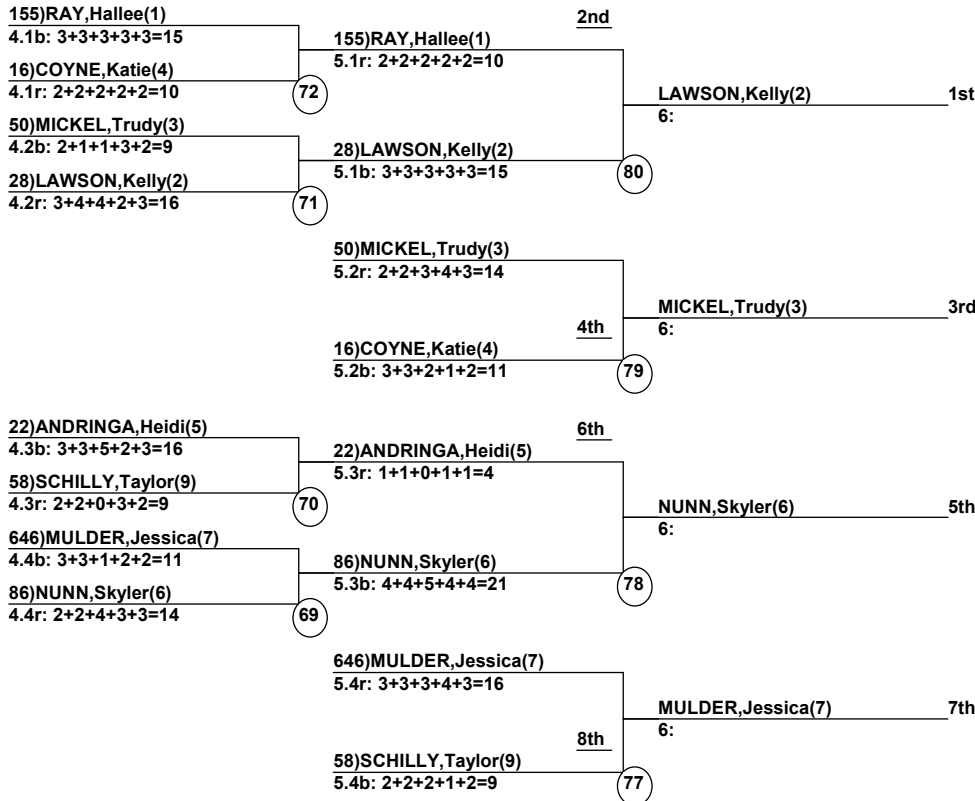 155)RAY,Hallee(1)
4.1b: 3+3+3+3+3=15
16)COYNE,Katie(4)
4.1r: 2+2+2+2+2=10
72
50)MICKEL,Trudy(3)
4.2b: 2+1+1+3+2=9
28)LAWSON,Kelly(2)
4.2r: 3+4+4+2+3=16
71
155)RAY,Hallee(1)
5.1r: 2+2+2+2+2=10
28)LAWSON,Kelly(2)
5.1b: 3+3+3+3+3=15
80
2nd
LAWSON,Kelly(2) 1st
6:
50)MICKEL,Trudy(3)
5.2r: 2+2+3+4+3=14
16)COYNE,Katie(4)
5.2b: 3+3+2+1+2=11
79
4th
MICKEL,Trudy(3) 3rd
6:
22)ANDRINGA,Heidi(5)
4.3b: 3+3+5+2+3=16
58)SCHILLY,Taylor(9)
4.3r: 2+2+0+3+2=9
70
646)MULDER,Jessica(7)
4.4b: 3+3+1+2+2=11
86)NUNN,Skyler(6)
4.4r: 2+2+4+3+3=14
69
22)ANDRINGA,Heidi(5)
5.3r: 1+1+0+1+1=4
86)NUNN,Skyler(6)
5.3b: 4+4+5+4+4=21
78
6th
NUNN,Skyler(6) 5th
6:
646)MULDER,Jessica(7)
5.4r: 3+3+3+4+3=16
58)SCHILLY,Taylor(9)
5.4b: 2+2+2+1+2=9
77
8th
MULDER,Jessica(7) 7th
6: